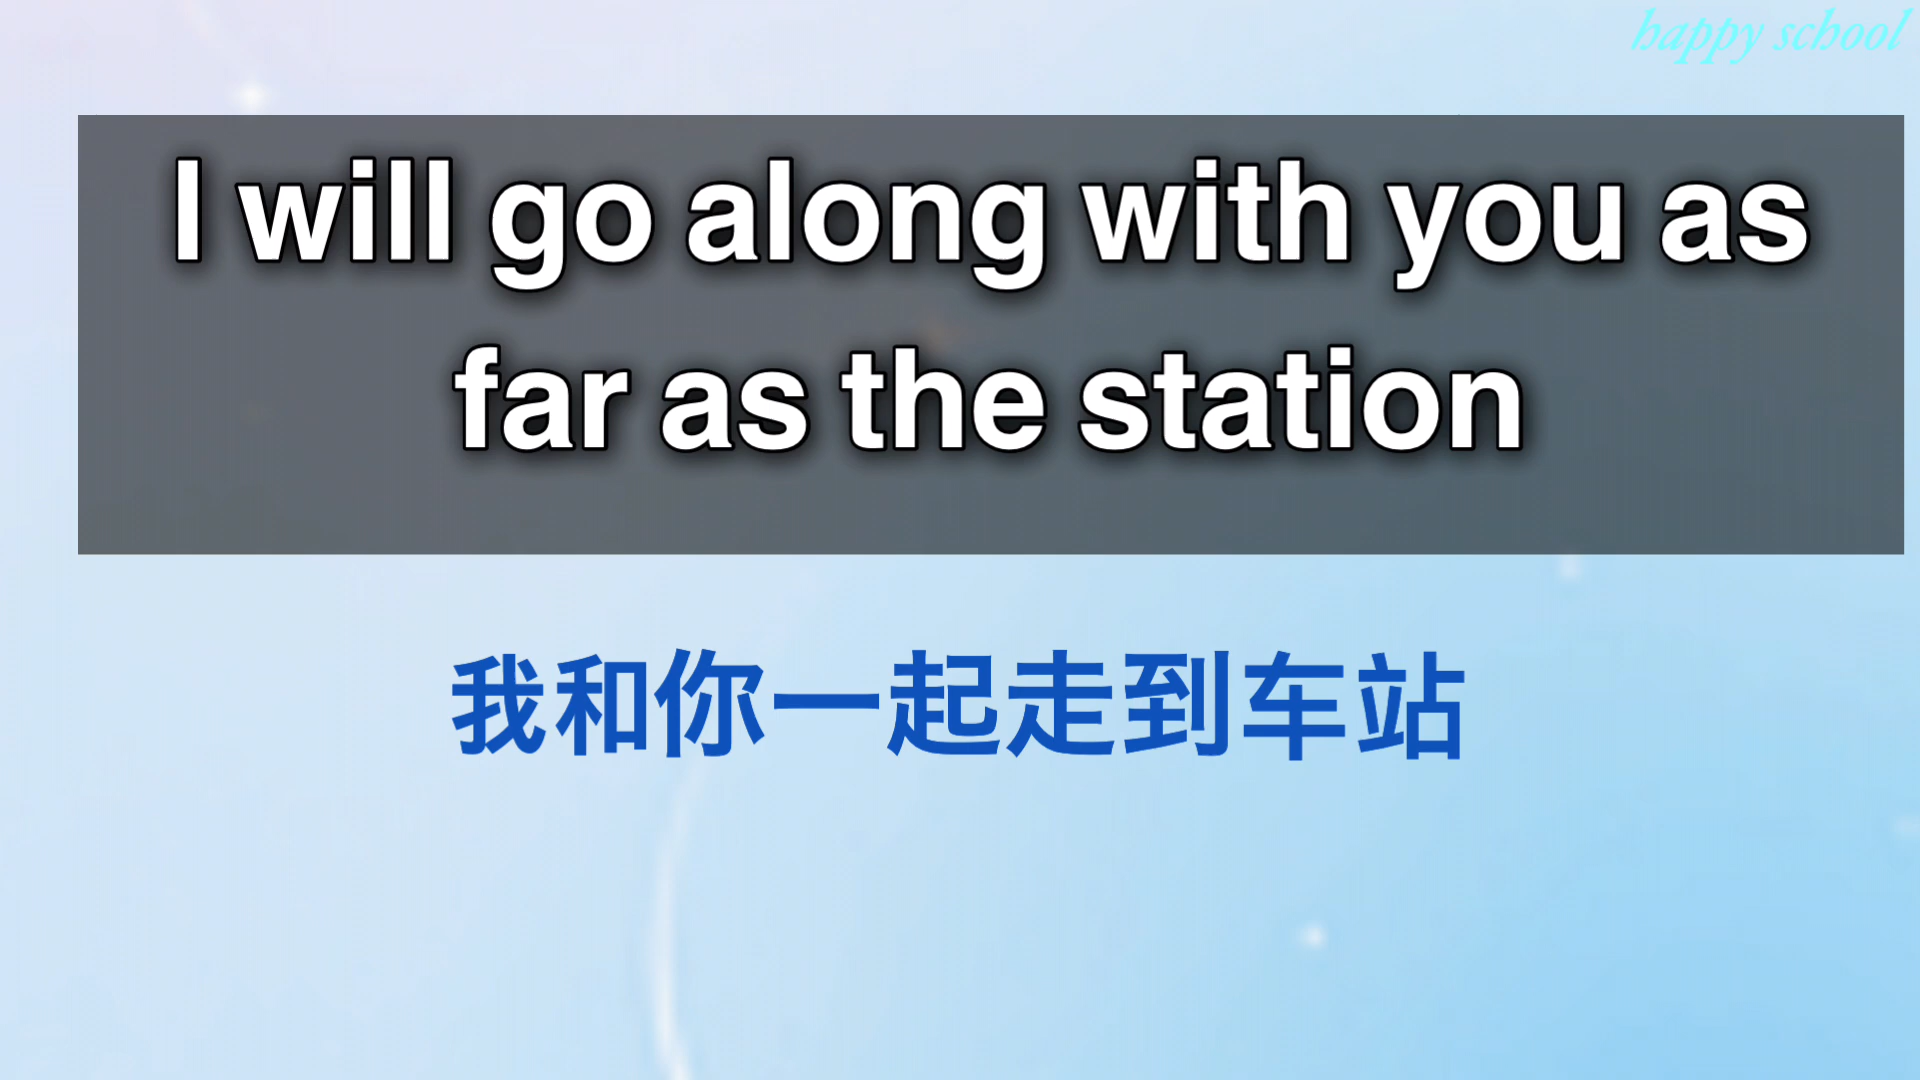 happy school
I will go along with you as
far as the station
我和你一起走到车站